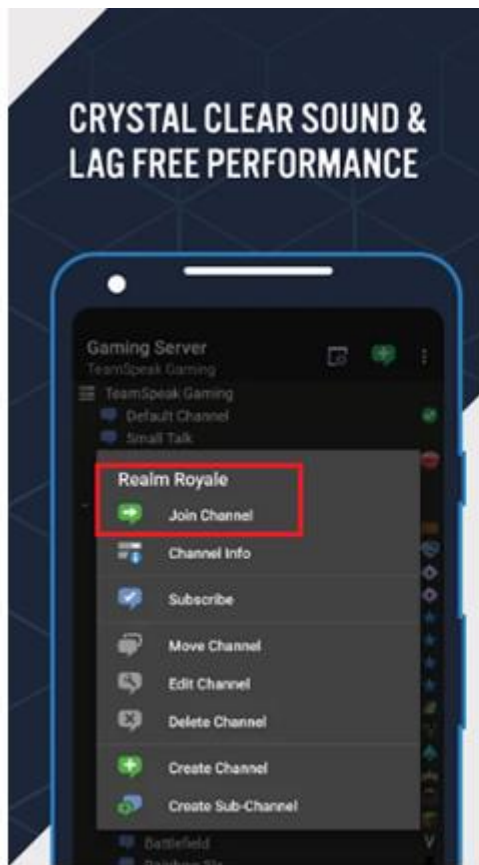 CRYSTAL CLEAR SOUND &
LAG FREE PERFORMANCE
Gaming Server
TeamSpeak Gaming
TeamSpeak Gaming
Default Channel
Small Talk
Realm Royale
Join Channel
Channel Info
Subscribe
Move Channel
Edit Channel
Delete Channel
Create Channel
Create Sub-Channel
Battlefield